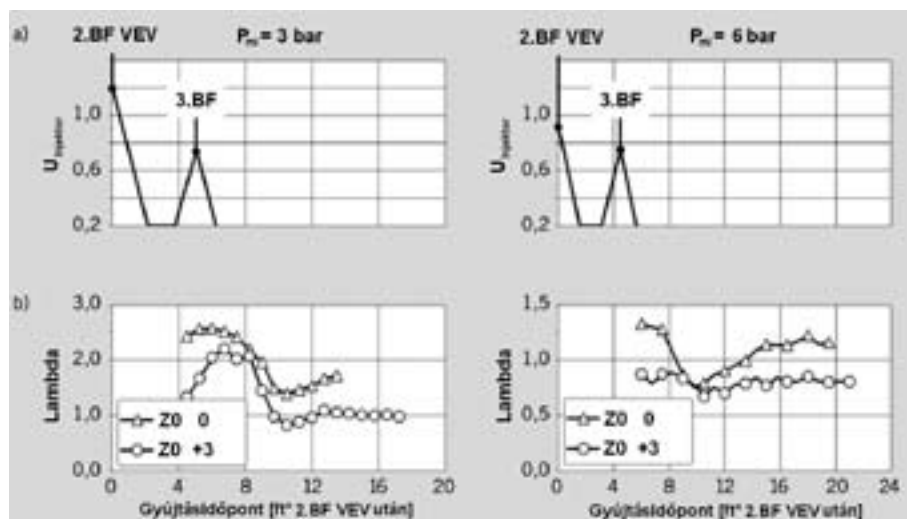 a)
2.BF VEV
Pm = 3 bar
3.BF
1,0
0,6
0,2
U Injektor
2.BF VEV
Pm = 6 bar
3.BF
1,0
0,6
0,2
U Injektor
b)
3,0
2,0
1,0
0,0
Lambda
Z0 0
Z0 +3
0 4 8 12 16 20
Gyújtásidőpont [ft° 2.BF VEV után]
1,5
1,0
0,5
0,0
Lambda
Z0 0
Z0 +3
0 4 8 12 16 20 24
Gyújtásidőpont [ft° 2.BF VEV után]